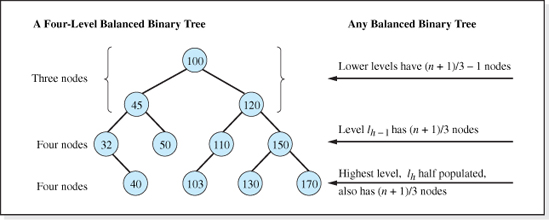 A Four-Level Balanced Binary Tree
Any Balanced Binary Tree
100
Three nodes
Lower levels have (n + 1)/3 − 1 nodes
45
120
Four nodes
32
50
110
150
Level lh−1 has (n + 1)/3 nodes
Four nodes
40
103
130
170
Highest level, lh half populated,
also has (n + 1)/3 nodes